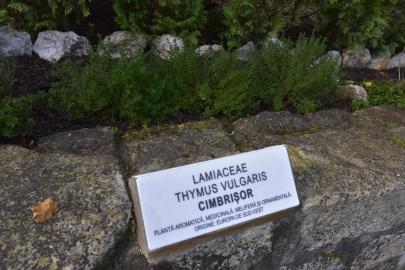 LAMIACEAE
THYMUS VULGARIS
CIMBRIȘOR
PLANTĂ AROMATICĂ, MEDICINALĂ, MELIFERĂ ȘI ORNAMENTALĂ
ORIGINE: EUROPA DE SUD-VEST